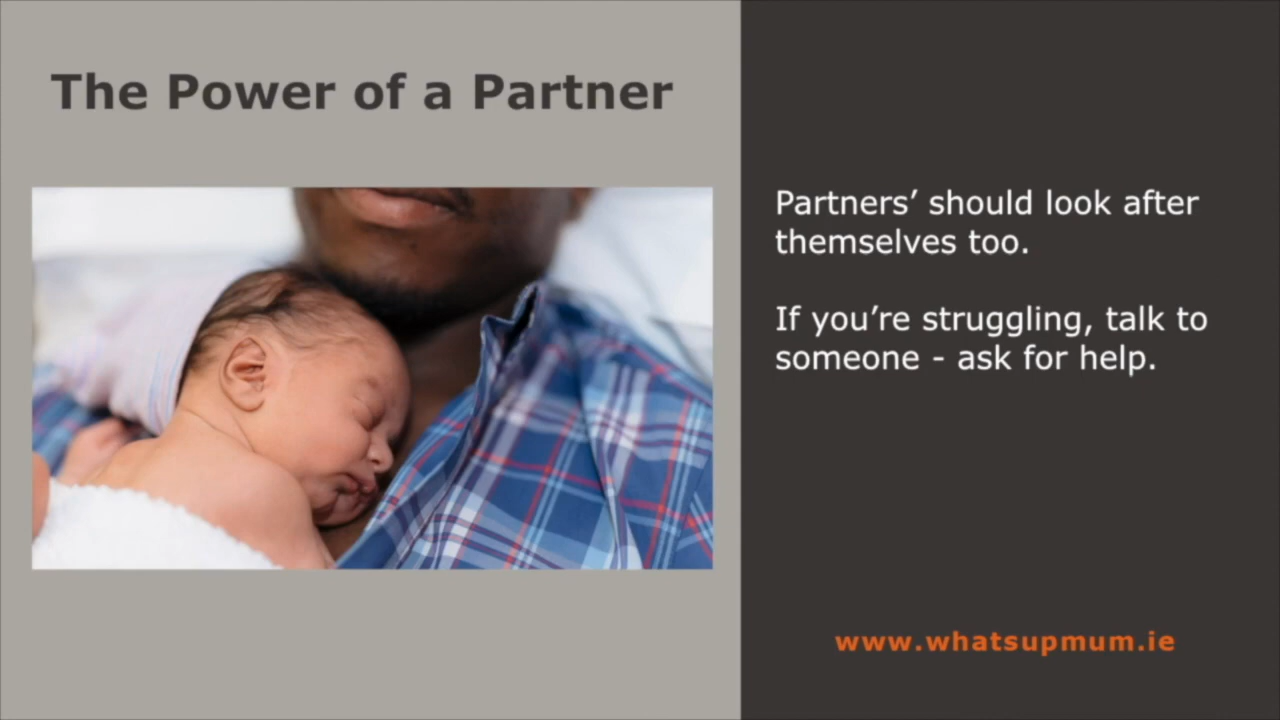 The Power of a Partner
Partners’ should look after
themselves too.
If you’re struggling, talk to
someone - ask for help.
www.whatsupmum.ie